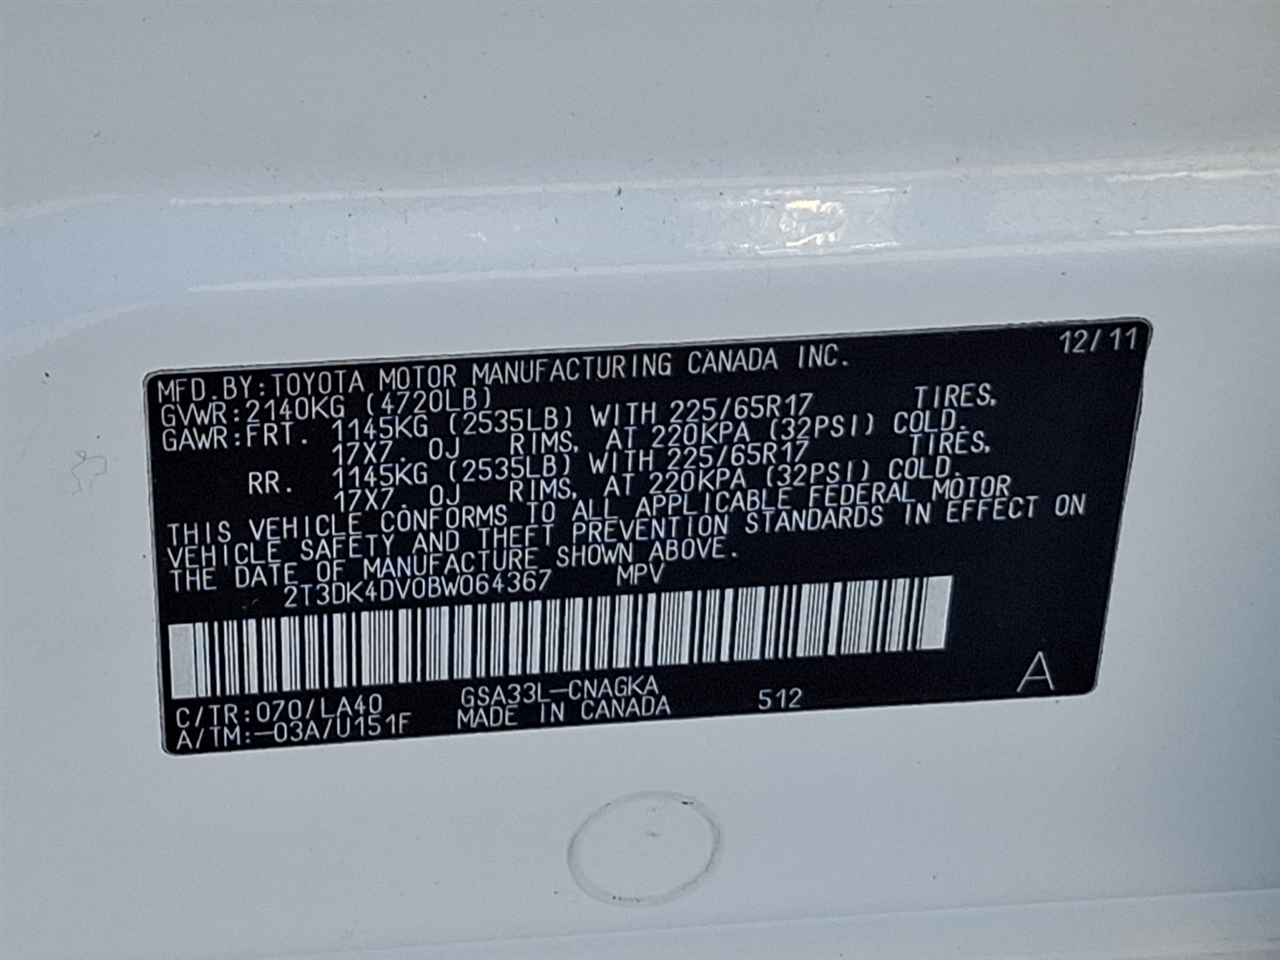 12/11
MFD.BY:TOYOTA MOTOR MANUFACTURING CANADA INC.
GVWR:2140KG (4720LB)
GAWR:FRT. 1145KG (2535LB) WITH 225/65R17 TIRES,
17X7. 0J RIMS, AT 220KPA (32PSI) COLD.
RR. 1145KG (2535LB) WITH 225/65R17 TIRES,
17X7. 0J RIMS, AT 220KPA (32PSI) COLD.
THIS VEHICLE CONFORMS TO ALL APPLICABLE FEDERAL MOTOR
VEHICLE SAFETY AND THEFT PREVENTION STANDARDS IN EFFECT ON
THE DATE OF MANUFACTURE SHOWN ABOVE.
2T3DK4DV0BW064367 MPV
C/TR:070/LA40 GSA33L-CNAGKA
A/TM:-03A/U151F MADE IN CANADA 512 A